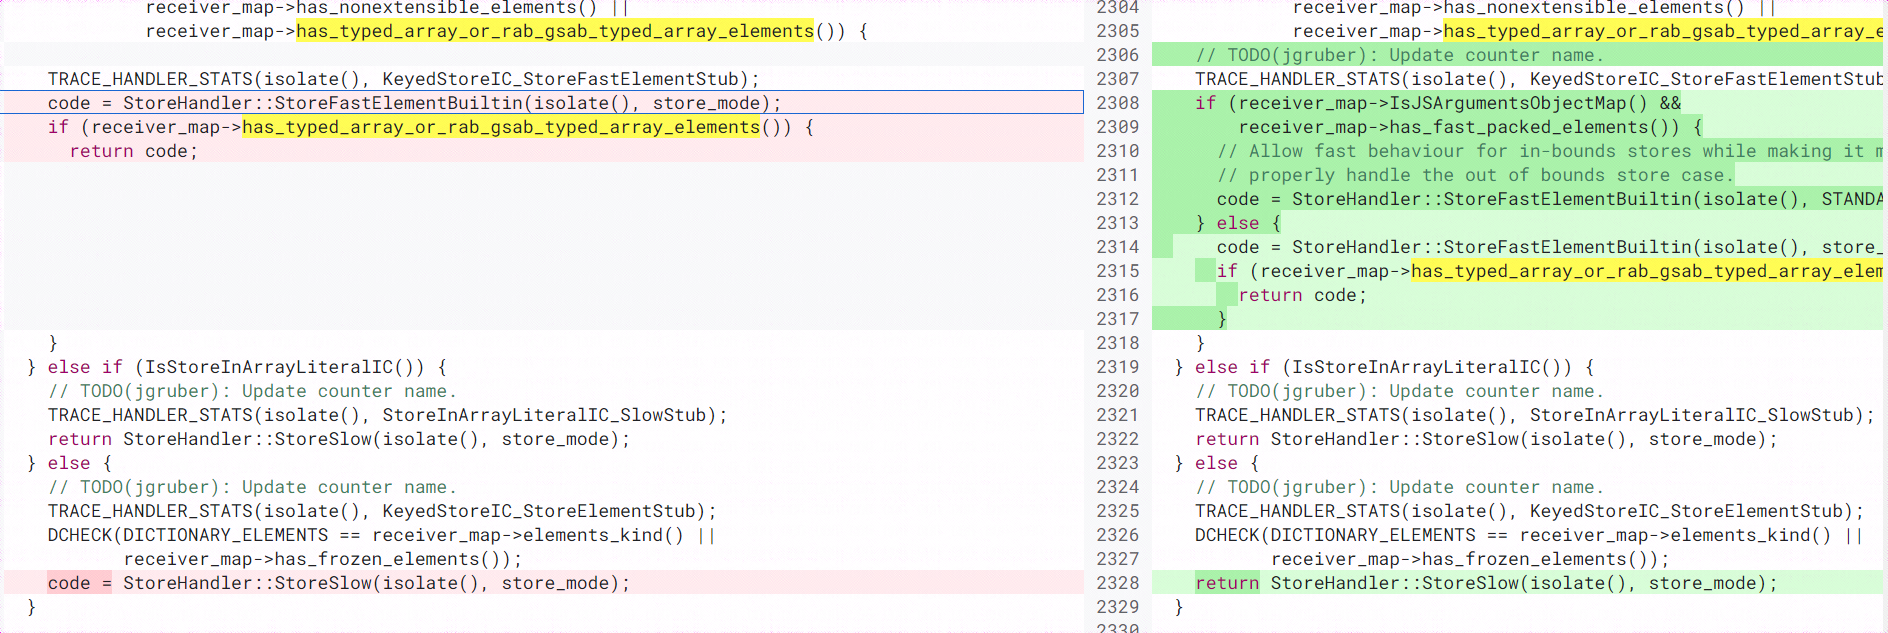 receiver_map->has_nonextensible_elements() ||
receiver_map->has_typed_array_or_rab_gsab_typed_array_elements()) {
TRACE_HANDLER_STATS(isolate(), KeyedStoreIC_StoreFastElementStub);
code = StoreHandler::StoreFastElementBuiltin(isolate(), store_mode);
if (receiver_map->has_typed_array_or_rab_gsab_typed_array_elements()) {
return code;
}
} else if (IsStoreInArrayLiteralIC()) {
// TODO(jgruber): Update counter name.
TRACE_HANDLER_STATS(isolate(), StoreInArrayLiteralIC_SlowStub);
return StoreHandler::StoreSlow(isolate(), store_mode);
} else {
// TODO(jgruber): Update counter name.
TRACE_HANDLER_STATS(isolate(), KeyedStoreIC_StoreElementStub);
DCHECK(DICTIONARY_ELEMENTS == receiver_map->elements_kind() ||
receiver_map->has_frozen_elements());
code = StoreHandler::StoreSlow(isolate(), store_mode);
}
2304 receiver_map->has_nonextensible_elements() ||
2305 receiver_map->has_typed_array_or_rab_gsab_typed_array_e
2306 // TODO(jgruber): Update counter name.
2307 TRACE_HANDLER_STATS(isolate(), KeyedStoreIC_StoreFastElementStub
2308 if (receiver_map->IsJSArgumentsObjectMap() &&
2309 receiver_map->has_fast_packed_elements()) {
2310 // Allow fast behaviour for in-bounds stores while making it m
2311 // properly handle the out of bounds store case.
2312 code = StoreHandler::StoreFastElementBuiltin(isolate(), STANDA
2313 } else {
2314 code = StoreHandler::StoreFastElementBuiltin(isolate(), store_
2315 if (receiver_map->has_typed_array_or_rab_gsab_typed_array_elem
2316 return code;
2317 }
2318 }
2319 } else if (IsStoreInArrayLiteralIC()) {
2320 // TODO(jgruber): Update counter name.
2321 TRACE_HANDLER_STATS(isolate(), StoreInArrayLiteralIC_SlowStub);
2322 return StoreHandler::StoreSlow(isolate(), store_mode);
2323 } else {
2324 // TODO(jgruber): Update counter name.
2325 TRACE_HANDLER_STATS(isolate(), KeyedStoreIC_StoreElementStub);
2326 DCHECK(DICTIONARY_ELEMENTS == receiver_map->elements_kind() ||
2327 receiver_map->has_frozen_elements());
2328 return StoreHandler::StoreSlow(isolate(), store_mode);
2329 }
2330